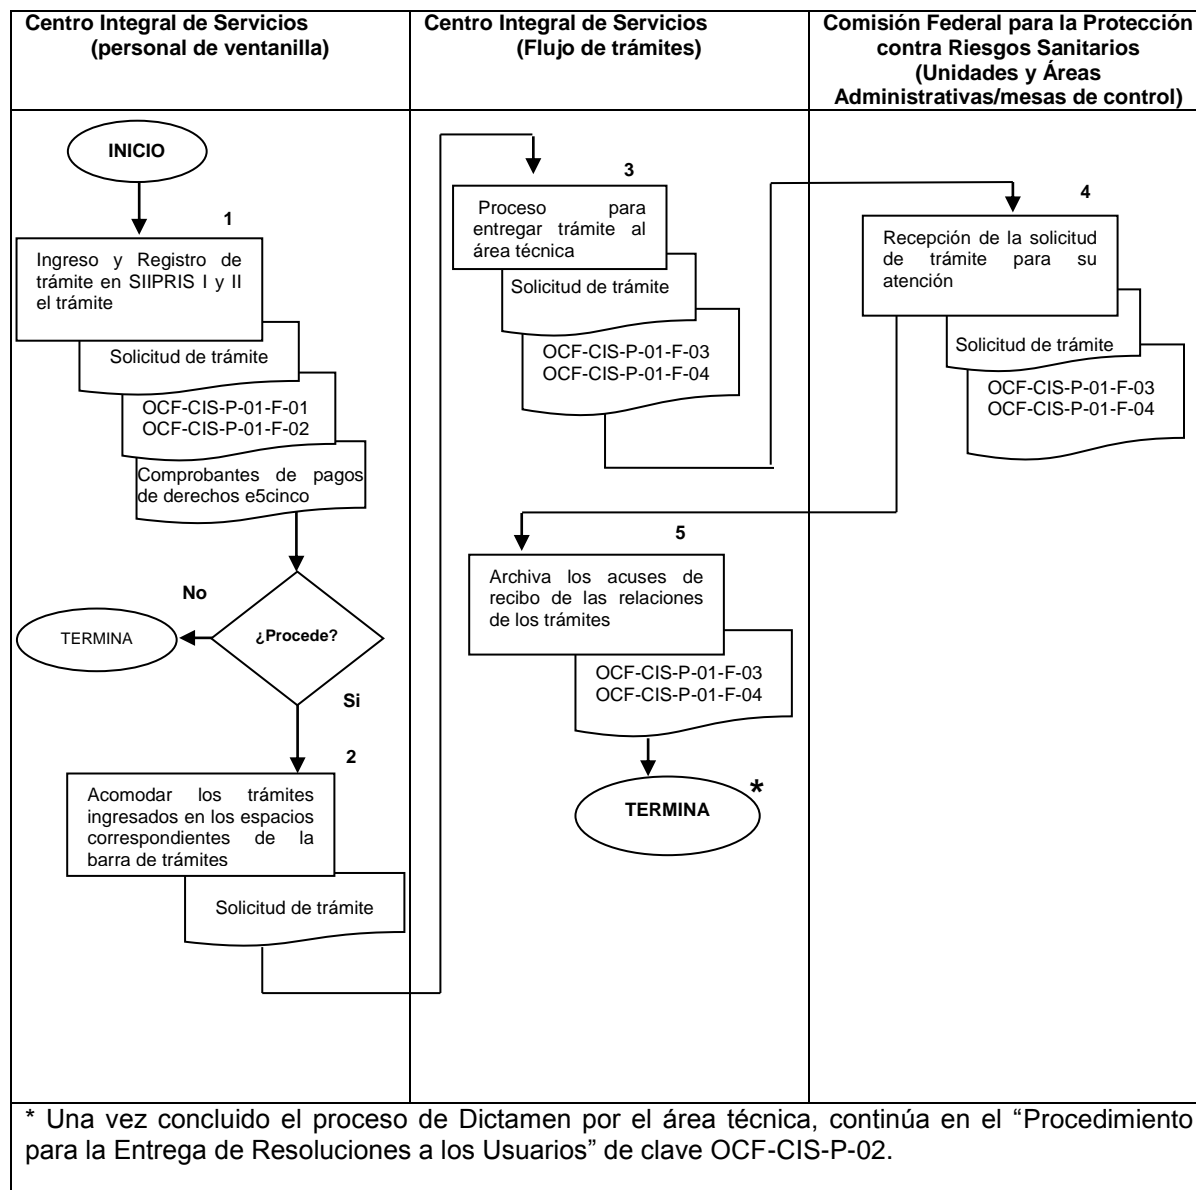 Centro Integral de Servicios
(personal de ventanilla)
Centro Integral de Servicios
(Flujo de trámites)
Comisión Federal para la Protección
contra Riesgos Sanitarios
(Unidades y Áreas
Administrativas/mesas de control)
INICIO
1
Ingreso y Registro de
trámite en SIIPRIS I y II
el trámite
Solicitud de trámite
OCF-CIS-P-01-F-01
OCF-CIS-P-01-F-02
Comprobantes de pagos
de derechos e5cinco
¿Procede?
No
TERMINA
Si
2
Acomodar los trámites
ingresados en los espacios
correspondientes de la
barra de trámites
Solicitud de trámite
3
Proceso para
entregar trámite al
área técnica
Solicitud de trámite
OCF-CIS-P-01-F-03
OCF-CIS-P-01-F-04
4
Recepción de la solicitud
de trámite para su
atención
Solicitud de trámite
OCF-CIS-P-01-F-03
OCF-CIS-P-01-F-04
5
Archiva los acuses de
recibo de las relaciones
de los trámites
OCF-CIS-P-01-F-03
OCF-CIS-P-01-F-04
TERMINA
*
* Una vez concluido el proceso de Dictamen por el área técnica, continúa en el “Procedimiento
para la Entrega de Resoluciones a los Usuarios” de clave OCF-CIS-P-02.